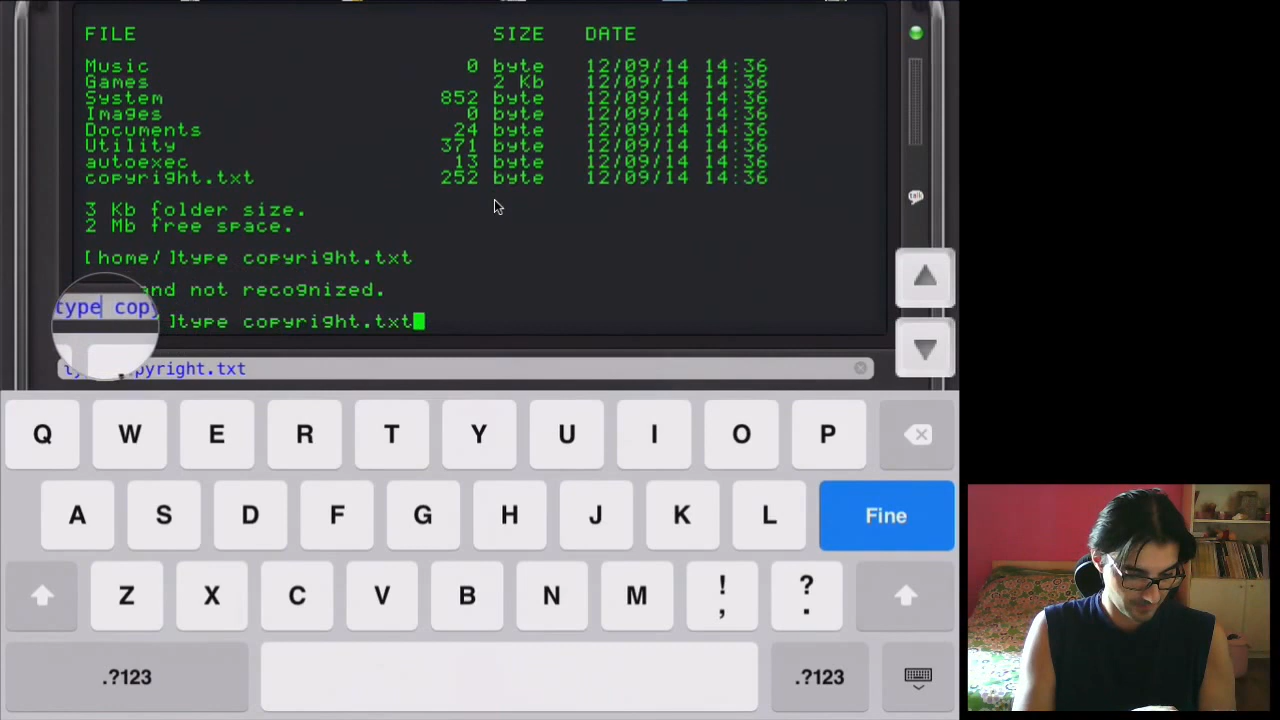 FILE SIZE DATE
Music 0 byte 12/09/14 14:36
Games 2 Kb 12/09/14 14:36
System 852 byte 12/09/14 14:36
Images 0 byte 12/09/14 14:36
Documents 24 byte 12/09/14 14:36
Utility 371 byte 12/09/14 14:36
autoexec 13 byte 12/09/14 14:36
copyright.txt 252 byte 12/09/14 14:36
3 Kb folder size.
2 Mb free space.
talk
[home/]type copyright.txt
and not recognized.
type copy
]type copyright.txt
pyright.txt
Q W E R T Y U I O P
A S D F G H J K L Fine
Z X C V B N M ! , ? .
.?123 .?123